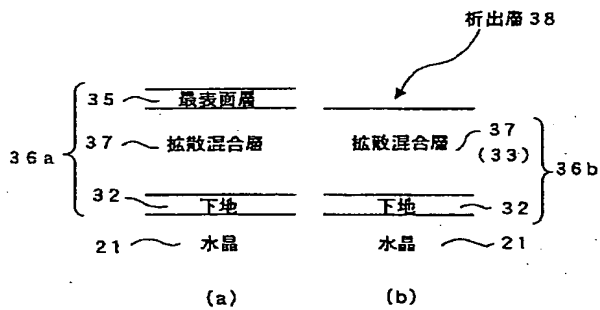 析出層38
35 最表面層
36a 37 拡散混合層 拡散混合層 37
(33) 36b
32 下地 下地 32
21 水晶 水晶 21
(a) (b)